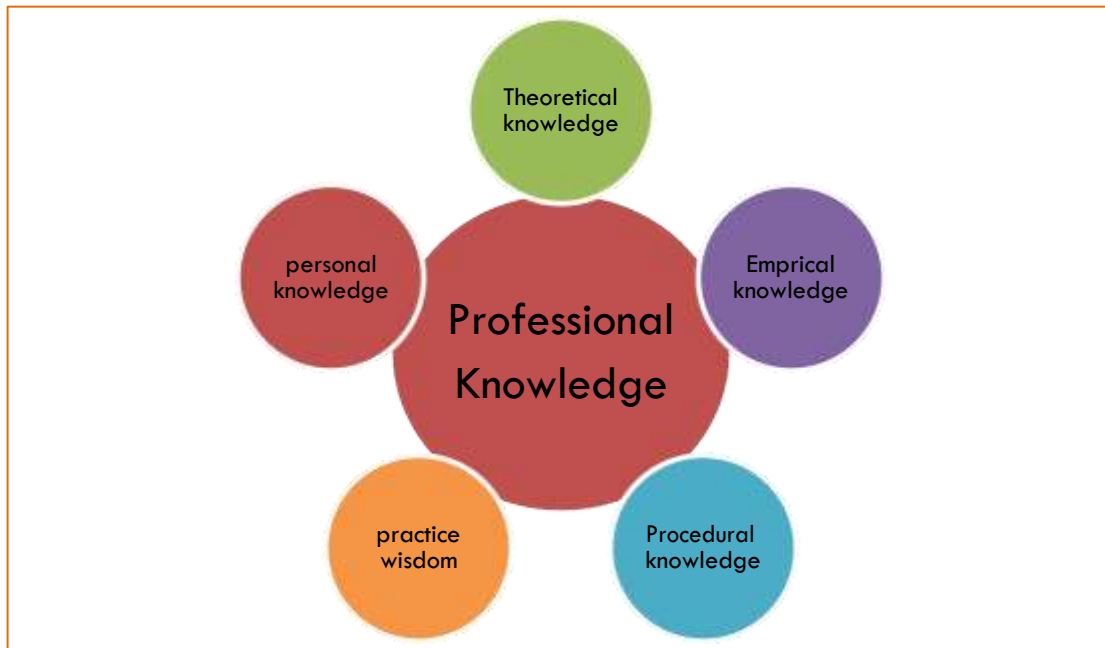 Theoretical
knowledge
personal
knowledge
Emprical
knowledge
Professional
Knowledge
practice
wisdom
Procedural
knowledge